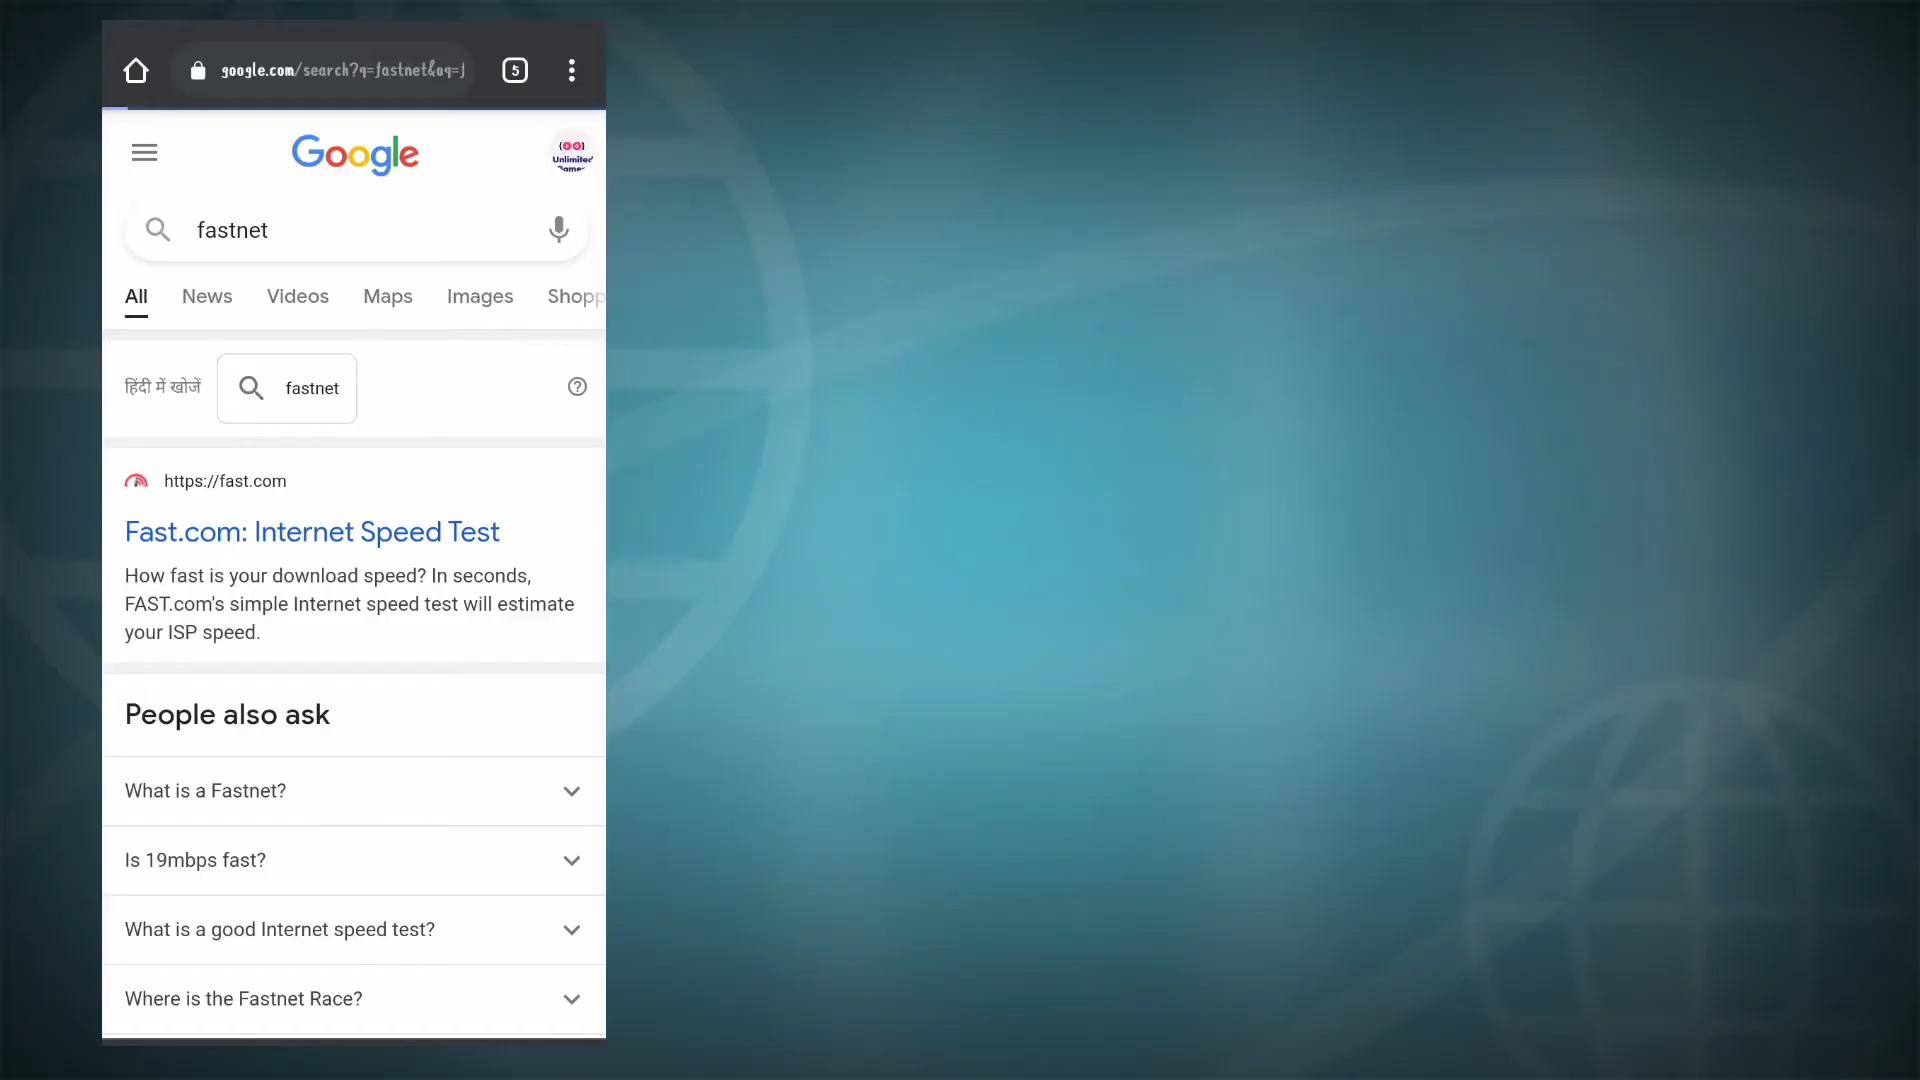 google.com/search?q=fastnet&oq=f
5
Google
Unlimited
Games
fastnet
All News Videos Maps Images Shopp
हिंदी में खोजें fastnet
https://fast.com
Fast.com: Internet Speed Test
How fast is your download speed? In seconds,
FAST.com's simple Internet speed test will estimate
your ISP speed.
People also ask
What is a Fastnet?
Is 19mbps fast?
What is a good Internet speed test?
Where is the Fastnet Race?